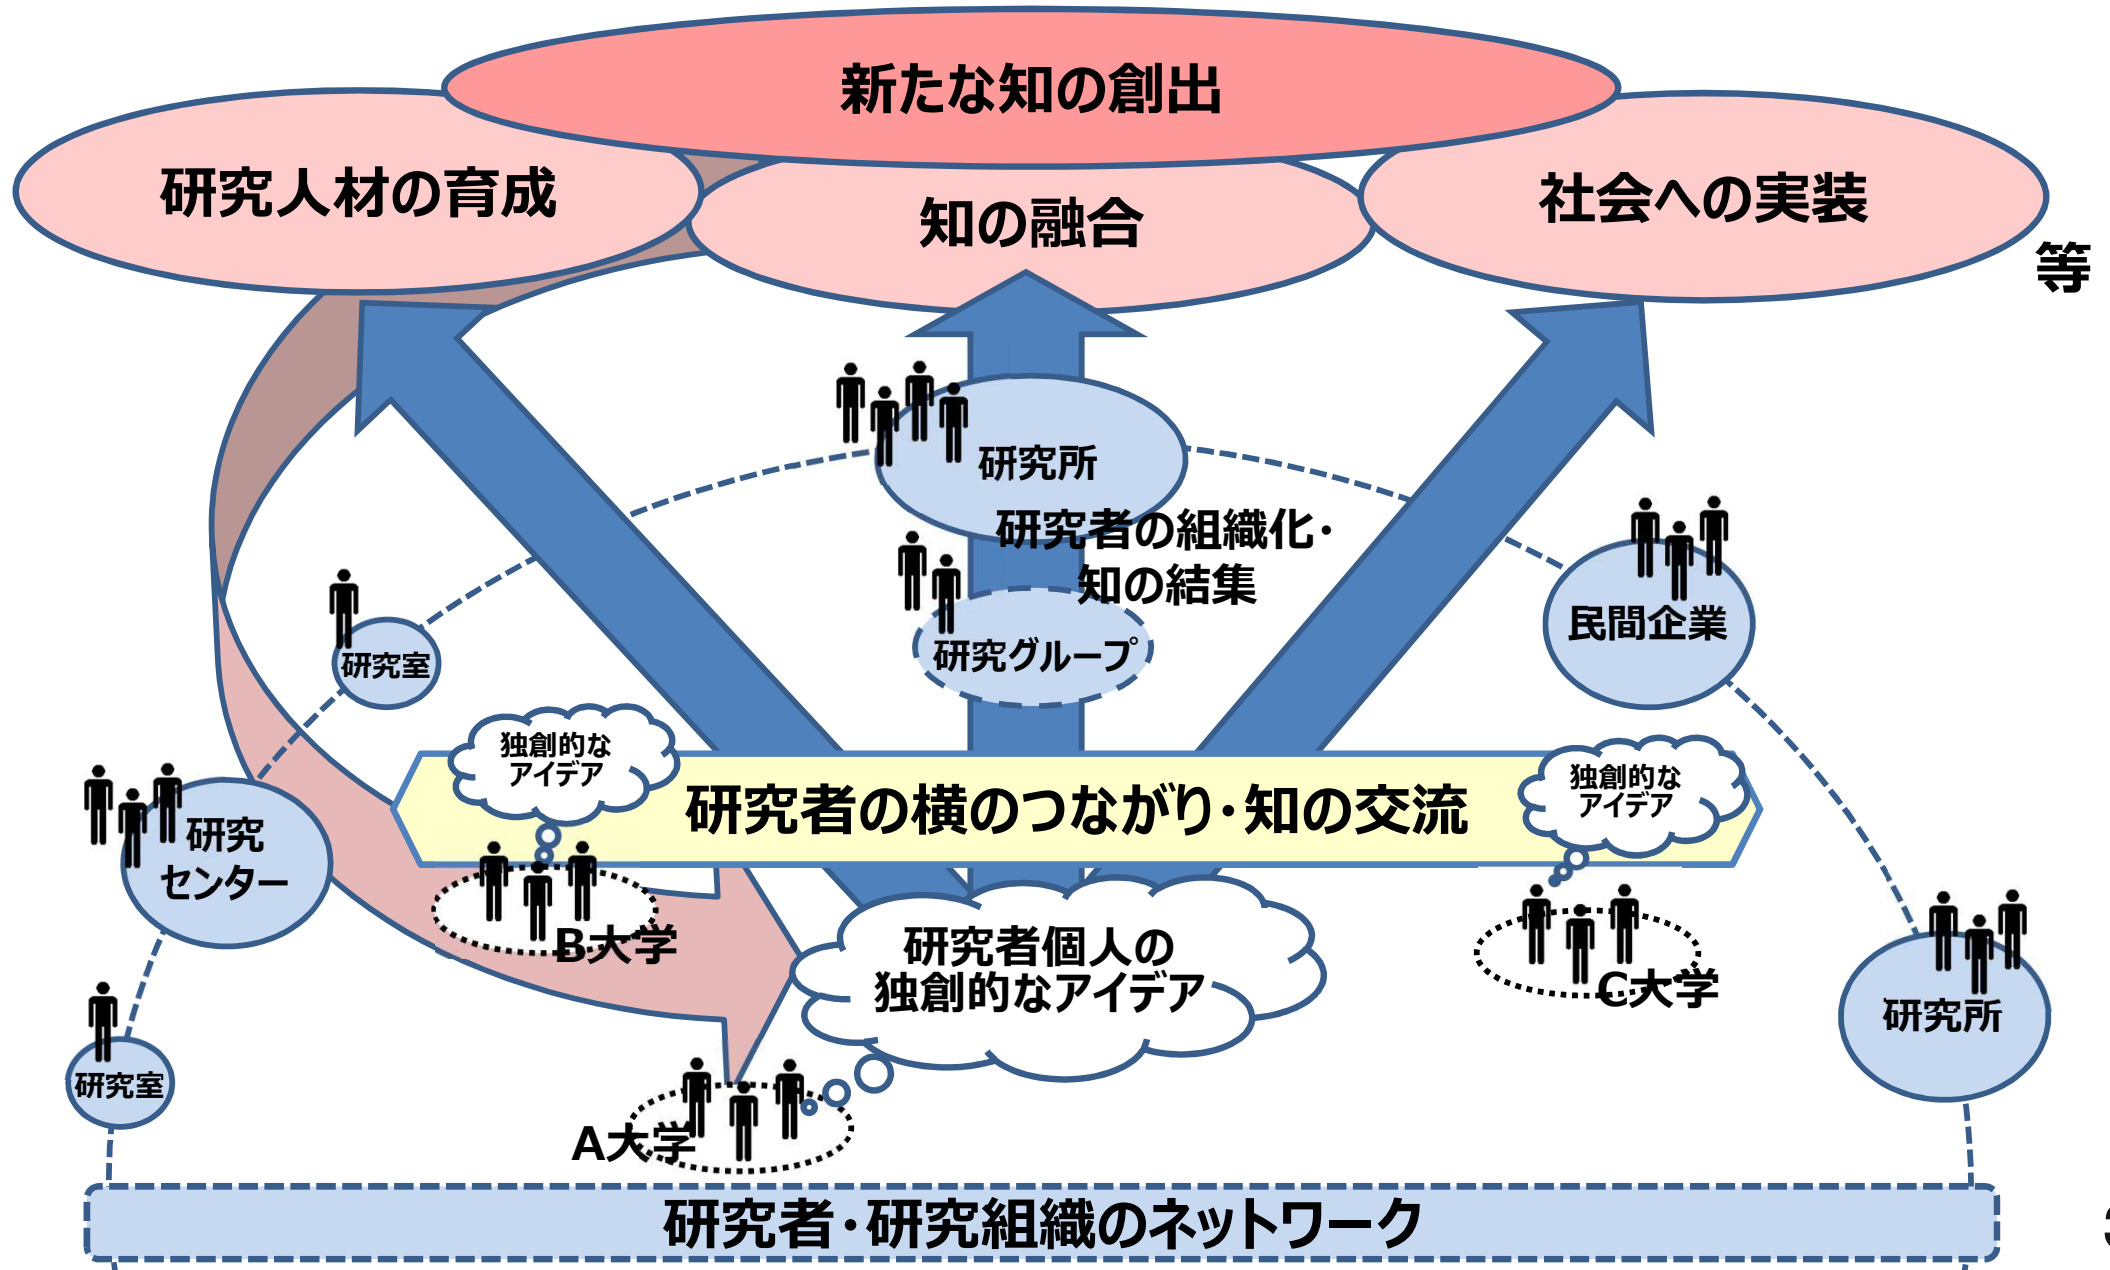 新たな知の創出
研究人材の育成
知の融合
社会への実装
等
研究所
研究者の組織化・
知の結集
研究グループ
民間企業
研究室
独創的な
アイデア
研究者の横のつながり・知の交流
独創的な
アイデア
研究
センター
B大学
研究者個人の
独創的なアイデア
C大学
研究所
研究室
A大学
研究者・研究組織のネットワーク